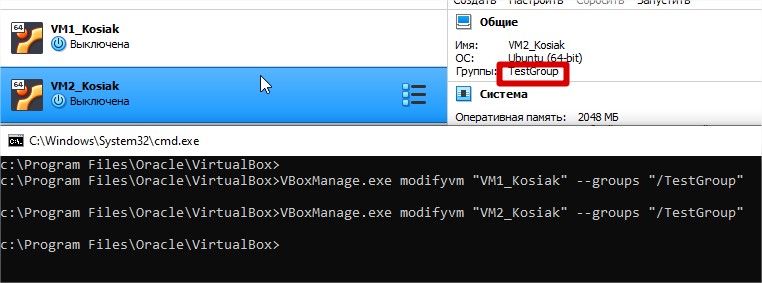 Создать Настроить Сбросить Запустить
64
VM1_Kosiak
Выключена
64
VM2_Kosiak
Выключена
Общие
Имя: VM2_Kosiak
ОС: Ubuntu (64-bit)
Группы: TestGroup
Система
Оперативная память: 2048 МБ
C:\Windows\System32\cmd.exe
c:\Program Files\Oracle\VirtualBox>
c:\Program Files\Oracle\VirtualBox>VBoxManage.exe modifyvm "VM1_Kosiak" --groups "/TestGroup"
c:\Program Files\Oracle\VirtualBox>VBoxManage.exe modifyvm "VM2_Kosiak" --groups "/TestGroup"
c:\Program Files\Oracle\VirtualBox>